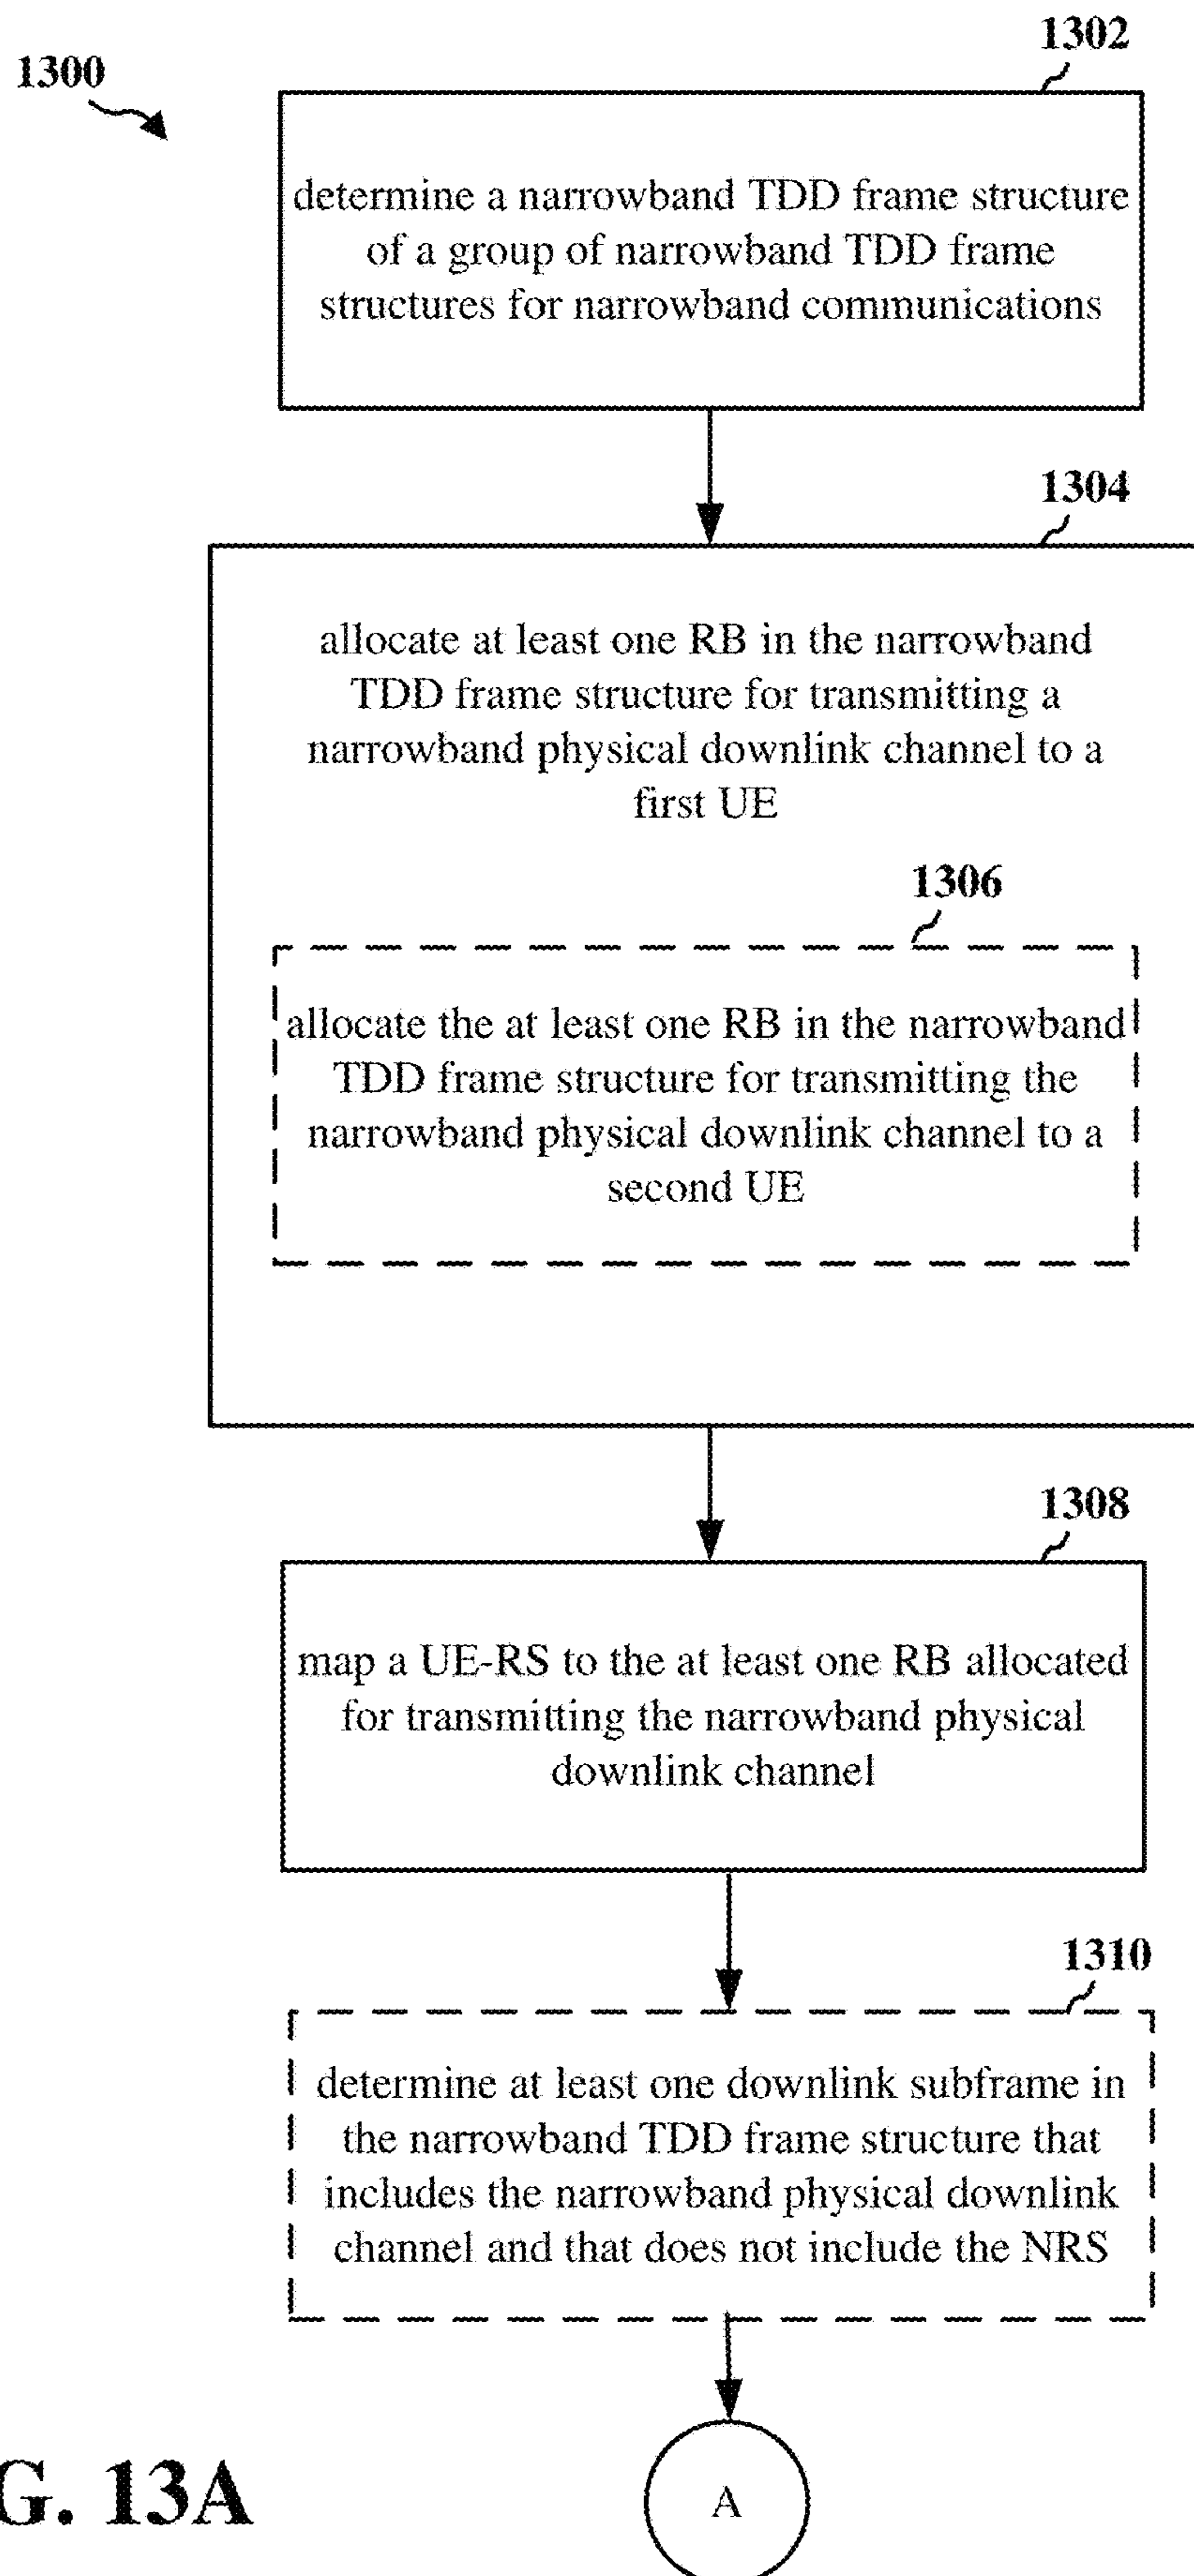 1302
1300
determine a narrowband TDD frame structure
of a group of narrowband TDD frame
structures for narrowband communications
1304
allocate at least one RB in the narrowband
TDD frame structure for transmitting a
narrowband physical downlink channel to a
first UE
1306
allocate the at least one RB in the narrowband
TDD frame structure for transmitting the
narrowband physical downlink channel to a
second UE
1308
map a UE-RS to the at least one RB allocated
for transmitting the narrowband physical
downlink channel
1310
determine at least one downlink subframe in
the narrowband TDD frame structure that
includes the narrowband physical downlink
channel and that does not include the NRS
A
G. 13A